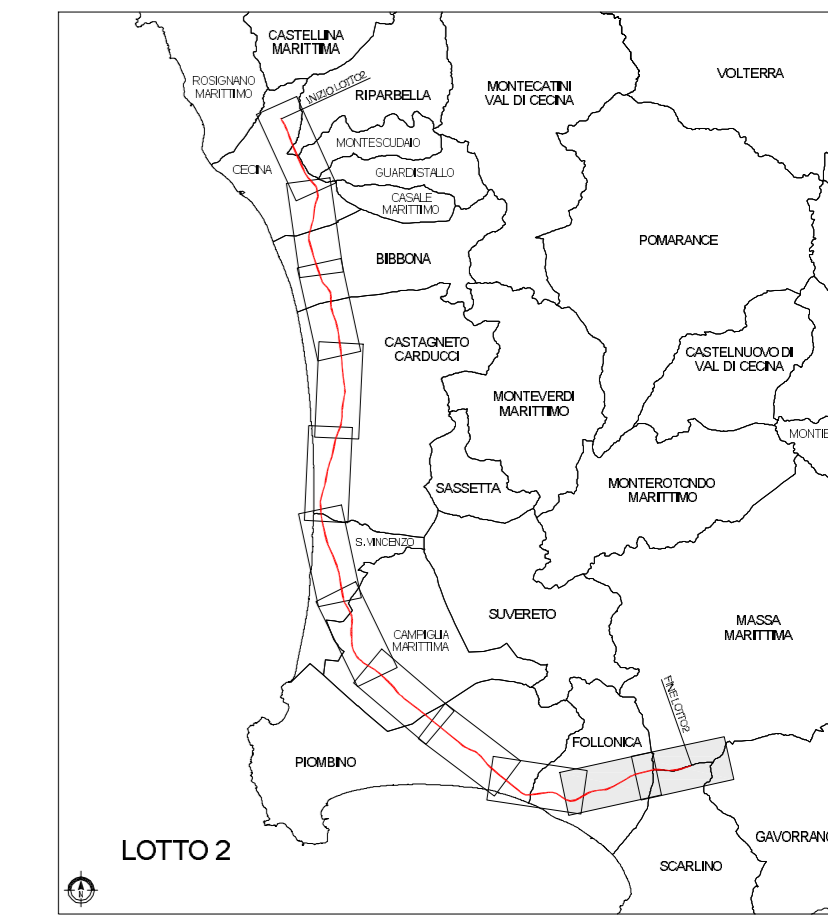 CASTELLINA
MARITTIMA
ROSIGNANO
MARITTIMO
INIZIO LOTTO2
RIPARBELLA
MONTECATINI
VAL DI CECINA
VOLTERRA
MONTESCUDAIO
CECINA
GUARDISTALLO
CASALE
MARITTIMO
BIBBONA
POMARANCE
CASTAGNETO
CARDUCCI
CASTELNUOVO DI
VAL DI CECINA
MONTEVERDI
MARITTIMO
MONTIE
SASSETTA
MONTEROTONDO
MARITTIMO
S. VINCENZO
SUVERETO
CAMPIGLIA
MARITTIMA
MASSA
MARITTIMA
FINE LOTTO2
FOLLONICA
PIOMBINO
GAVORRANO
LOTTO 2
SCARLINO
N